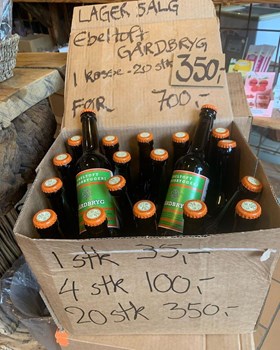 LAGER SALG
Ebeltoft
GÅRDBRYG
1 kasse - 20 stk 350,-
FØR 700,-
GÅRDBRYG
1 stk 35,-
4 stk 100,-
20 stk 350,-